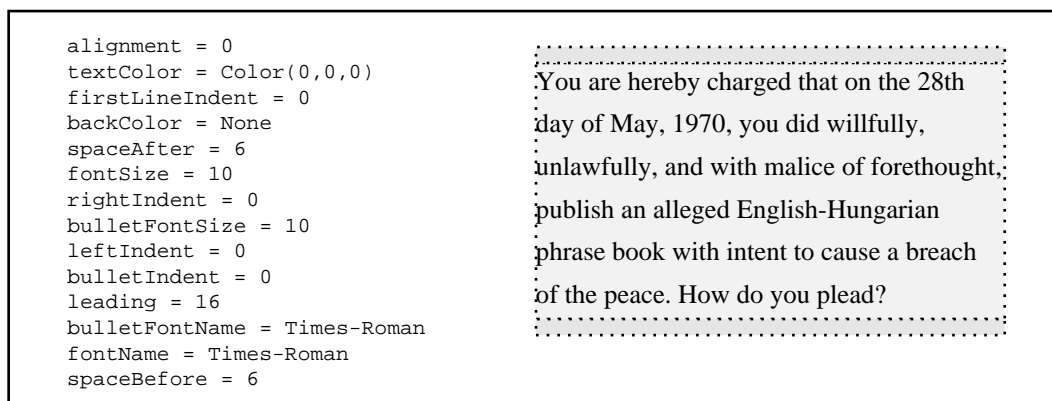 alignment = 0
textColor = Color(0,0,0)
firstLineIndent = 0
backColor = None
spaceAfter = 6
fontSize = 10
rightIndent = 0
bulletFontSize = 10
leftIndent = 0
bulletIndent = 0
leading = 16
bulletFontName = Times-Roman
fontName = Times-Roman
spaceBefore = 6
You are hereby charged that on the 28th
day of May, 1970, you did willfully,
unlawfully, and with malice of forethought,
publish an alleged English-Hungarian
phrase book with intent to cause a breach
of the peace. How do you plead?